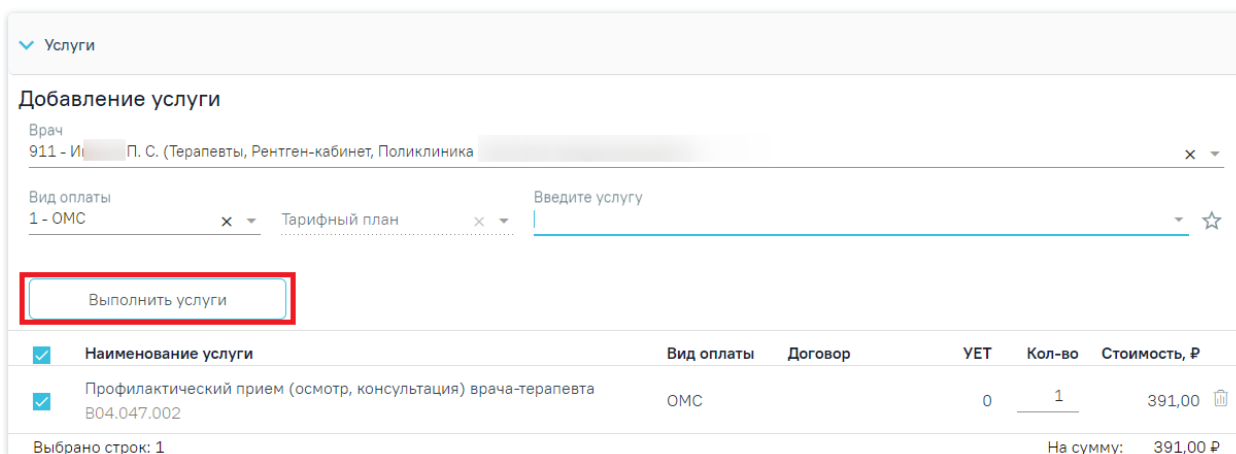 Услуги
Добавление услуги
Врач
911 - И П. С. (Терапевты, Рентген-кабинет, Поликлиника
Вид оплаты
Введите услугу
1 - ОМС
Тарифный план
Выполнить услуги
Наименование услуги Вид оплаты Договор УЕТ Кол-во Стоимость, ₽
Профилактический прием (осмотр, консультация) врача-терапевта
B04.047.002
ОМС 0 1 391,00
Выбрано строк: 1 На сумму: 391,00 ₽